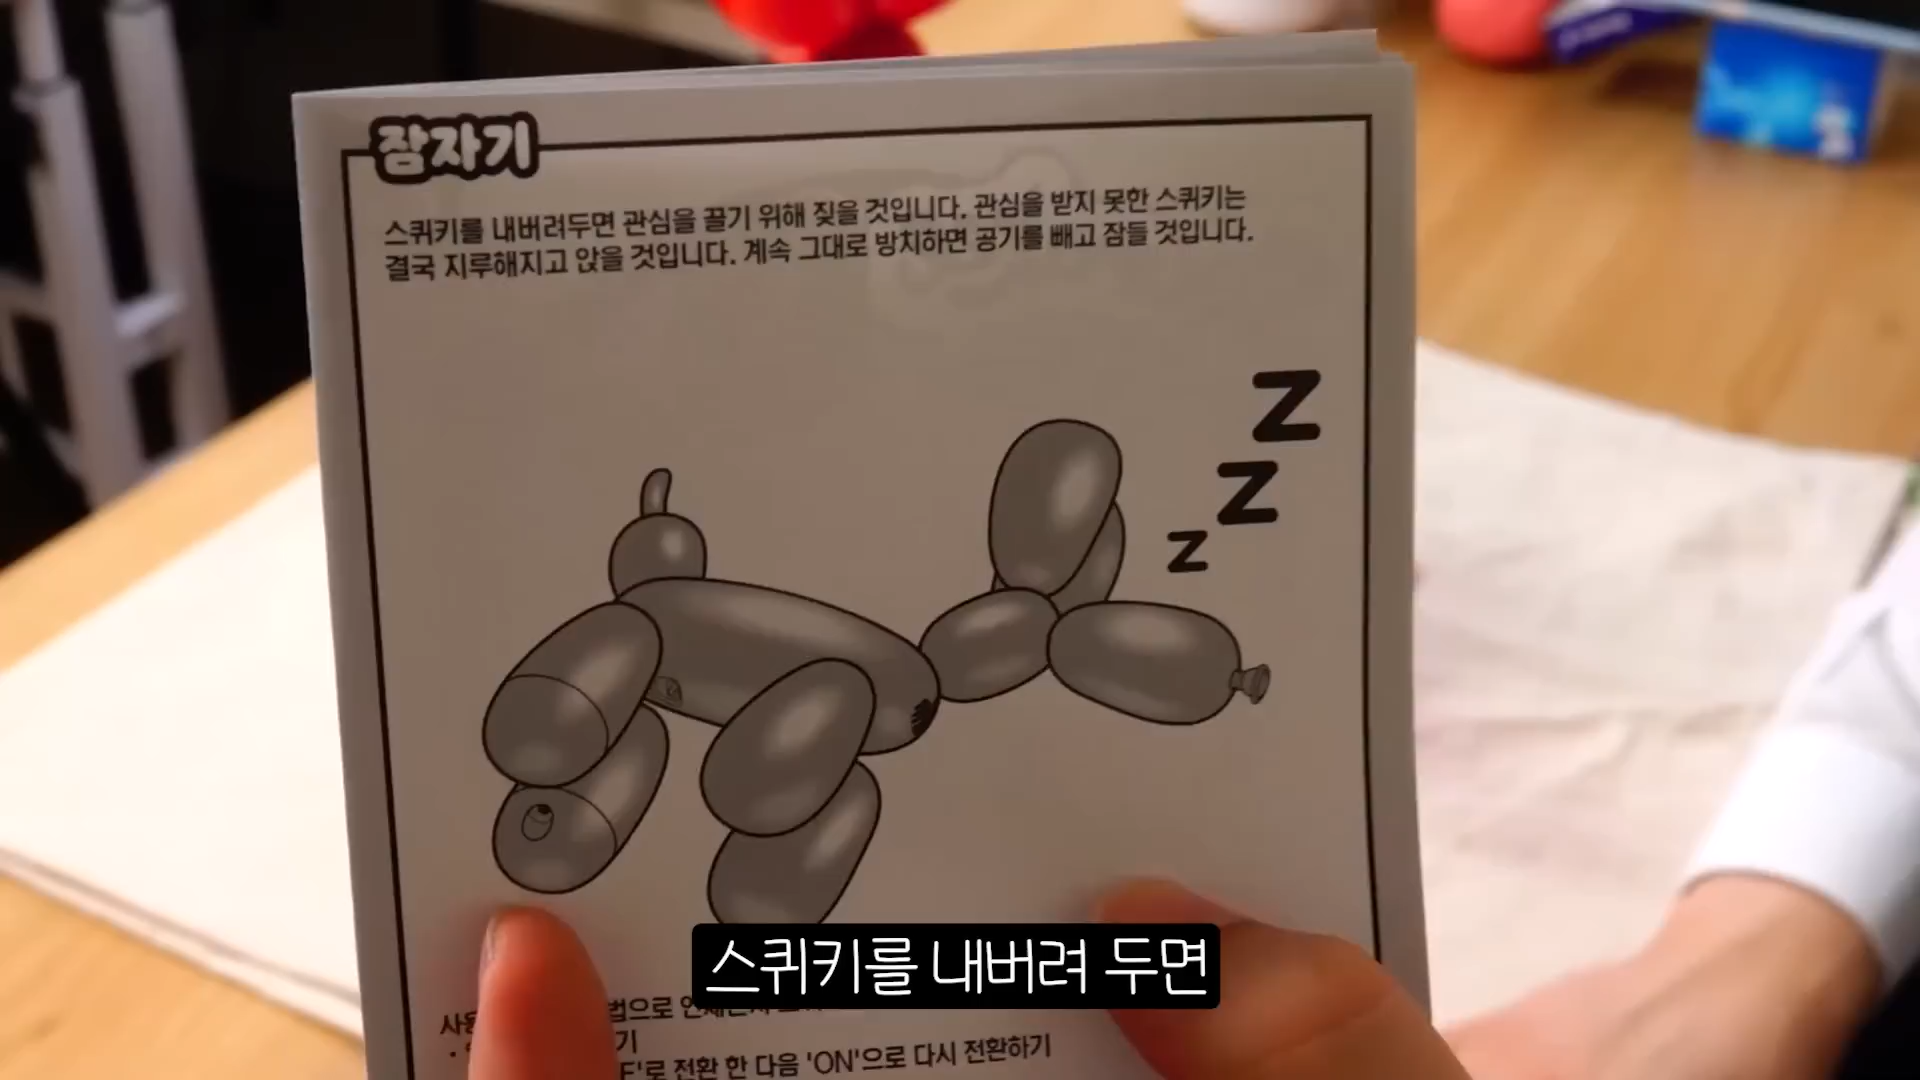 잠자기
스퀴키를 내버려두면 관심을 끌기 위해 짖을 것입니다. 관심을 받지 못한 스퀴키는
결국 지루해지고 앉을 것입니다. 계속 그대로 방치하면 공기를 빼고 잠들 것입니다.
Z
Z
z
스퀴키를 내버려 두면
법으로
기
전환 한 다음 'ON'으로 다시 전환하기